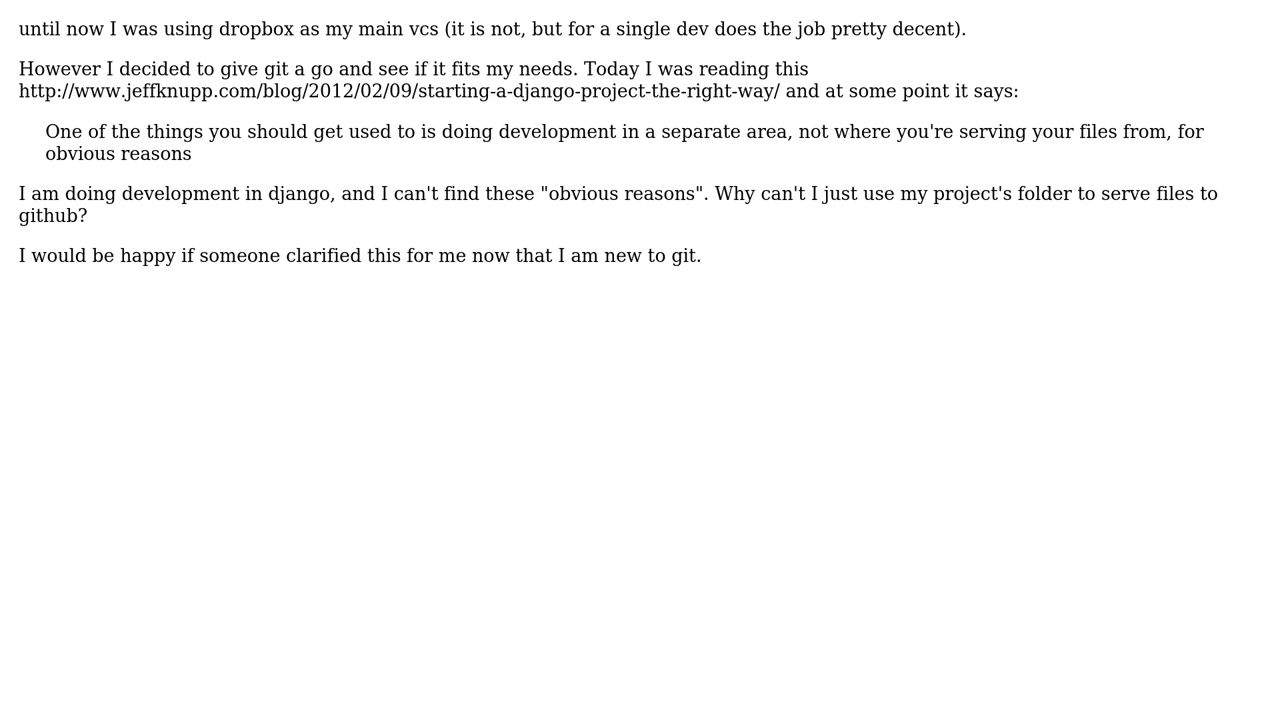 until now I was using dropbox as my main vcs (it is not, but for a single dev does the job pretty decent).
However I decided to give git a go and see if it fits my needs. Today I was reading this
http://www.jeffknupp.com/blog/2012/02/09/starting-a-django-project-the-right-way/ and at some point it says:
One of the things you should get used to is doing development in a separate area, not where you're serving your files from, for
obvious reasons
I am doing development in django, and I can't find these "obvious reasons". Why can't I just use my project's folder to serve files to
github?
I would be happy if someone clarified this for me now that I am new to git.